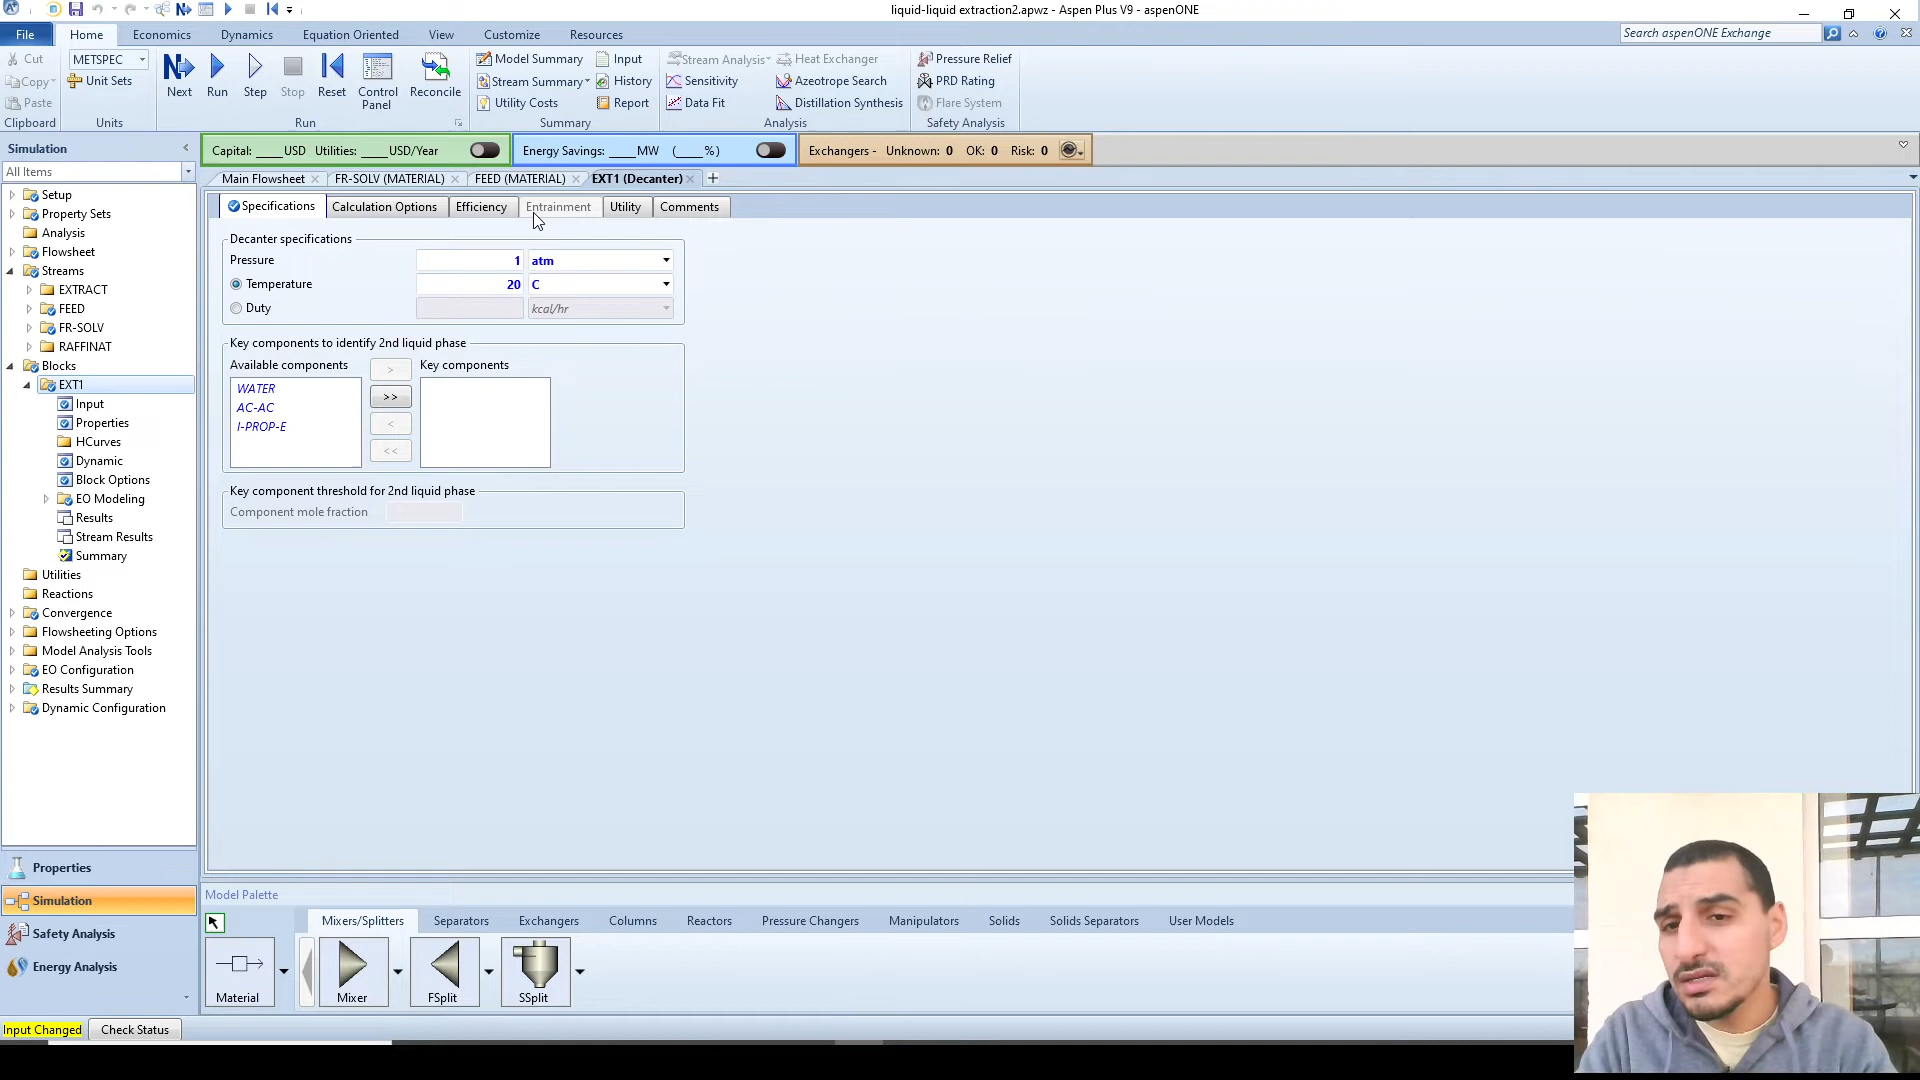 liquid-liquid extraction2.apwz - Aspen Plus V9 - aspenONE
File Home Economics Dynamics Equation Oriented View Customize Resources
Search aspenONE Exchange
Cut
Copy
Paste
Clipboard
METSPEC
Unit Sets
Units
Next
Run
Step
Stop
Reset
Control Panel
Reconcile
Run
Model Summary
Stream Summary
Utility Costs
Input
History
Report
Summary
Stream Analysis
Sensitivity
Data Fit
Heat Exchanger
Azeotrope Search
Distillation Synthesis
Analysis
Pressure Relief
PRD Rating
Flare System
Safety Analysis
Capital: ____USD Utilities: ____USD/Year
Energy Savings: ____MW (____%)
Exchangers - Unknown: 0 OK: 0 Risk: 0
Simulation
All Items
Setup
Property Sets
Analysis
Flowsheet
Streams
EXTRACT
FEED
FR-SOLV
RAFFINAT
Blocks
EXT1
Input
Properties
HCurves
Dynamic
Block Options
EO Modeling
Results
Stream Results
Summary
Utilities
Reactions
Convergence
Flowsheeting Options
Model Analysis Tools
EO Configuration
Results Summary
Dynamic Configuration
Properties
Simulation
Safety Analysis
Energy Analysis
Main Flowsheet FR-SOLV (MATERIAL) FEED (MATERIAL) EXT1 (Decanter) +
Specifications Calculation Options Efficiency Entrainment Utility Comments
Decanter specifications
Pressure 1 atm
Temperature 20 C
Duty kcal/hr
Key components to identify 2nd liquid phase
Available components
WATER
AC-AC
I-PROP-E
>
>>
<
<<
Key components
Key component threshold for 2nd liquid phase
Component mole fraction
Model Palette
Mixers/Splitters Separators Exchangers Columns Reactors Pressure Changers Manipulators Solids Solids Separators User Models
Material Mixer FSplit SSplit
Input Changed Check Status